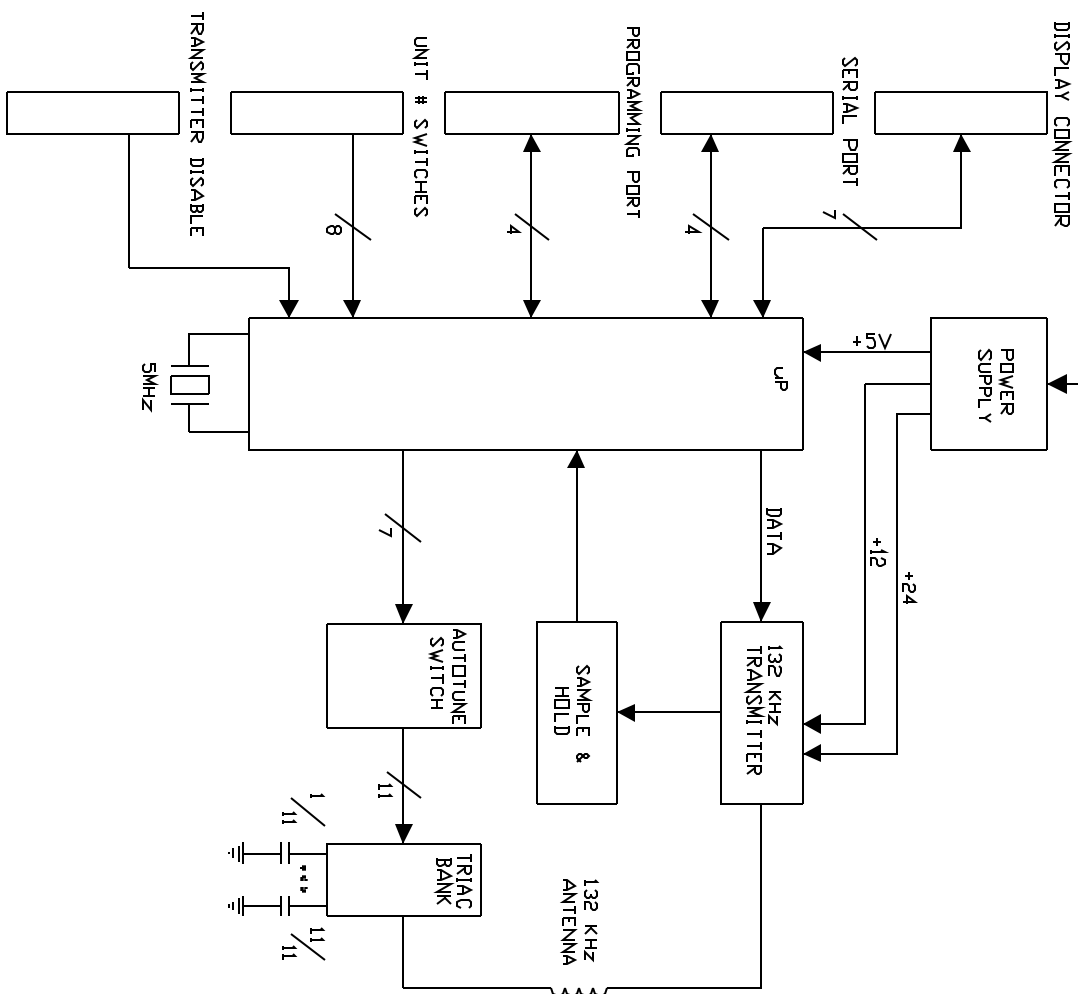 DISPLAY CONNECTOR
POWER
SUPPLY
+24
+12
+5V
SERIAL PORT
7
uP
DATA
132 KHz
TRANSMITTER
4
PROGRAMMING PORT
SAMPLE &
HOLD
132 KHz
ANTENNA
4
AUTOTUNE
SWITCH
TRIAC
BANK
UNIT # SWITCHES
7
11
8
1
11
11
11
TRANSMITTER DISABLE
5MHz